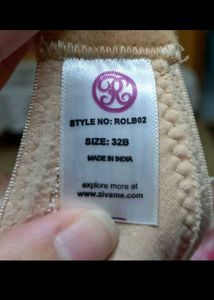 STYLE NO: ROLB02
SIZE: 32B
MADE IN INDIA
explore more at
www.zivame.com